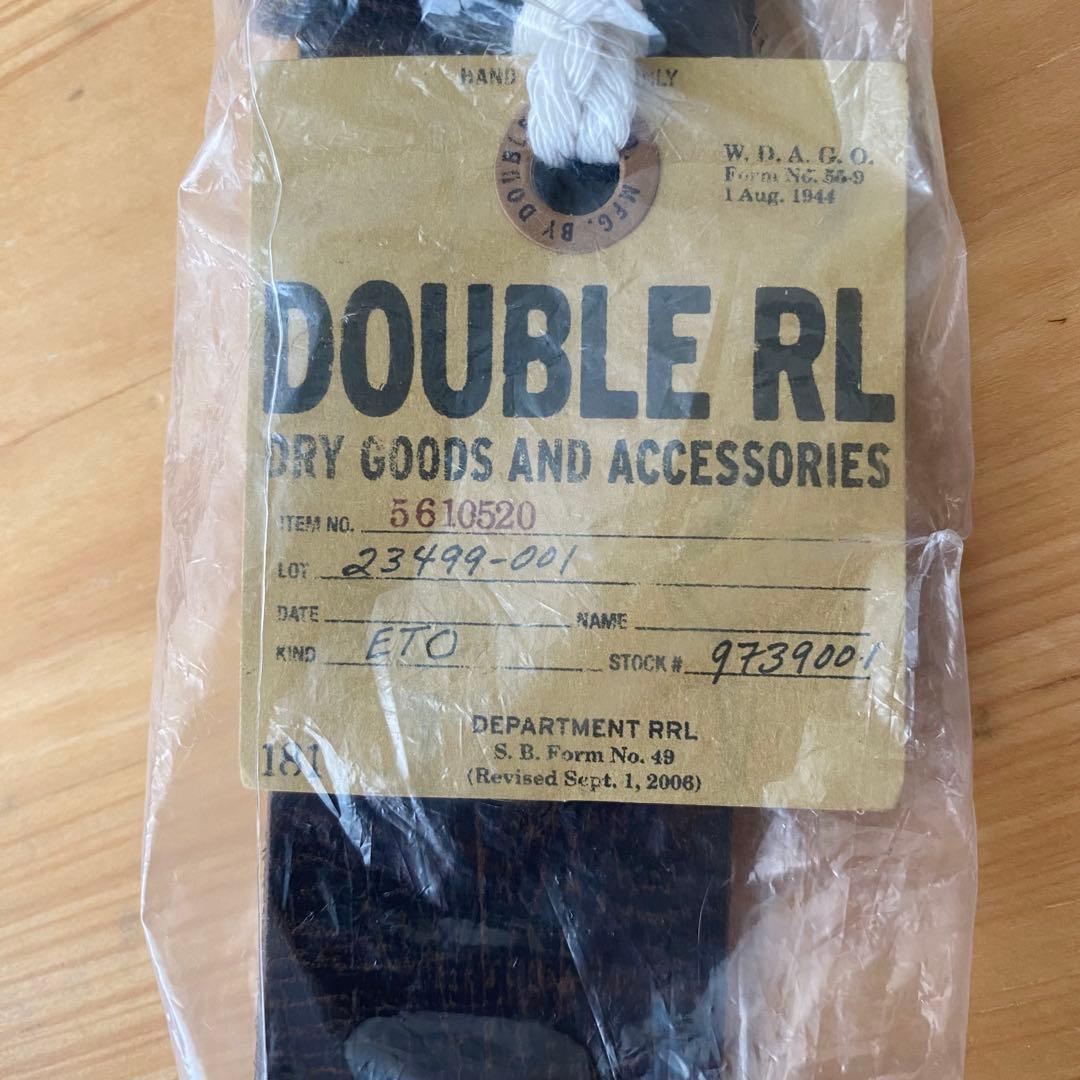 HAND
W. D. A. G. O.
Form No. 55-9
1 Aug. 1944
MFG. BY DOUBLE
DOUBLE RL
DRY GOODS AND ACCESSORIES
ITEM NO. 5610520
LOT 23499-001
DATE NAME
KIND ETO STOCK # 973900.1
DEPARTMENT RRL
S. B. Form No. 49
(Revised Sept. 1, 2006)
181